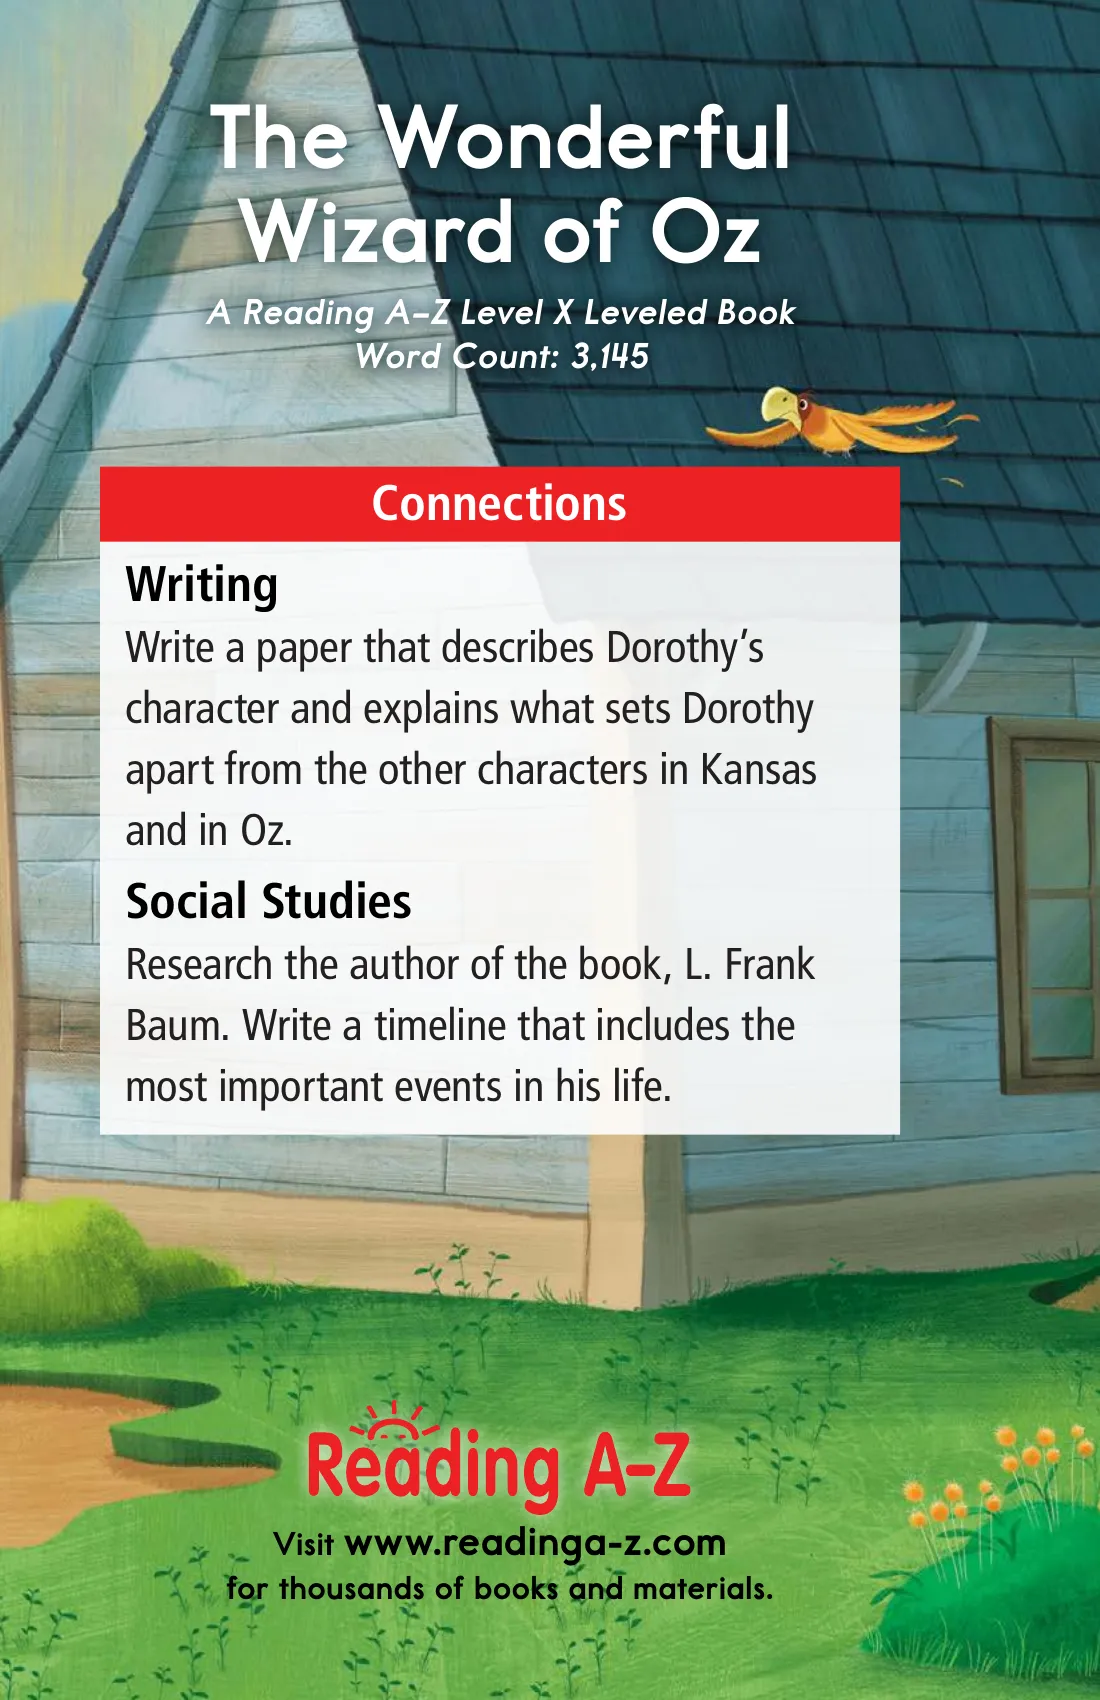 The Wonderful
Wizard of Oz
A Reading A–Z Level X Leveled Book
Word Count: 3,145
Connections
Writing
Write a paper that describes Dorothy’s
character and explains what sets Dorothy
apart from the other characters in Kansas
and in Oz.
Social Studies
Research the author of the book, L. Frank
Baum. Write a timeline that includes the
most important events in his life.
Reading A–Z
Visit www.readinga-z.com
for thousands of books and materials.